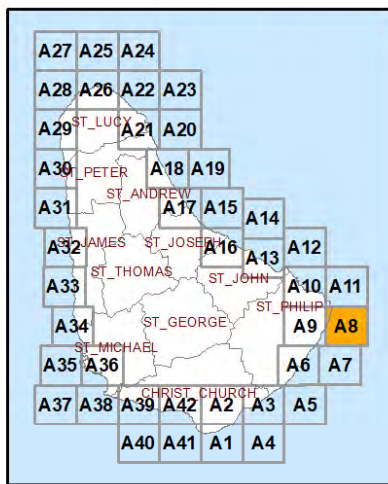 A27 A25 A24
A28 A26 A22 A23
A29 A21 A20
ST_LUCY
A30 A18 A19
ST_PETER
ST_ANDREW
A31 A17 A15 A14
A32 ST_JAMES ST_JOSEPH A16 A12
A13
ST_THOMAS ST_JOHN
A33 A10 A11
ST_PHILIP
A34 ST_GEORGE A9 A8
ST_MICHAEL
A35 A36 A6 A7
CHRIST_CHURCH
A37 A38 A39 A42 A2 A3 A5
A40 A41 A1 A4